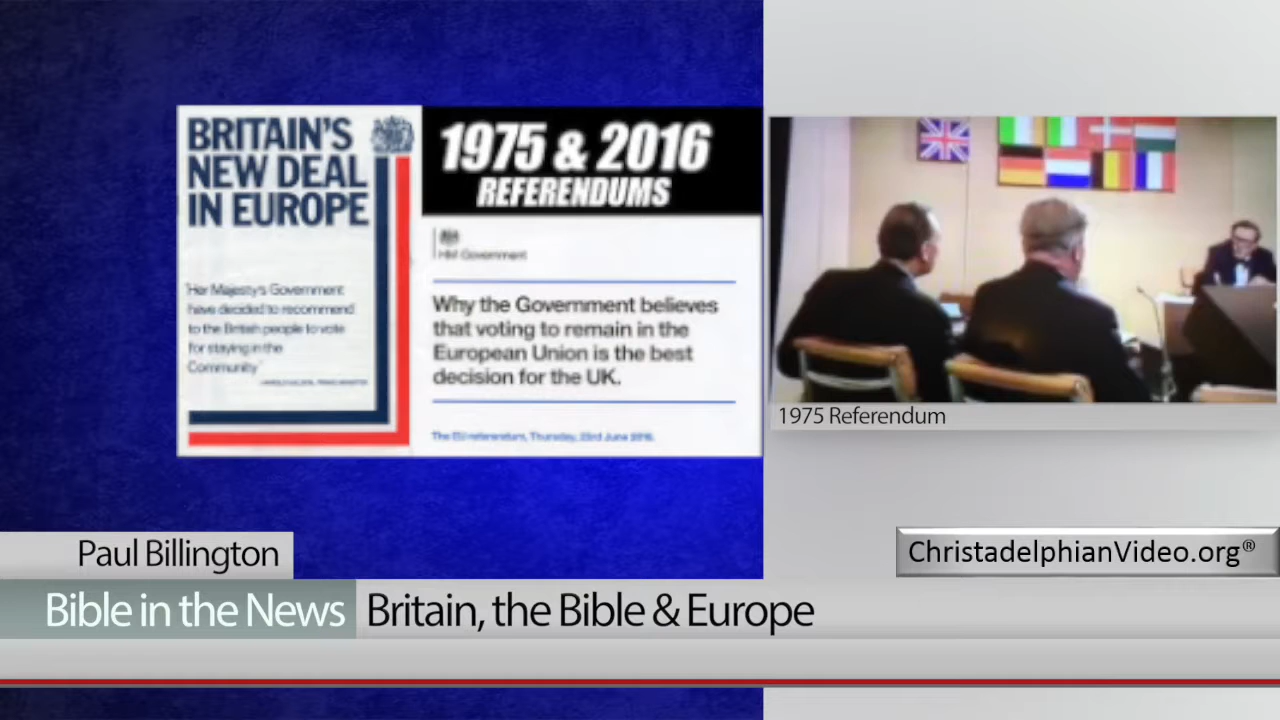 BRITAIN'S
NEW DEAL
IN EUROPE
"Her Majesty's Government
have decided to recommend
to the British people to vote
for staying in the
Community"
1975 & 2016
REFERENDUMS
HM Government
Why the Government believes
that voting to remain in the
European Union is the best
decision for the UK.
The EU referendum, Thursday, 23rd June 2016.
1975 Referendum
Paul Billington
ChristadelphianVideo.org®
Bible in the News
Britain, the Bible & Europe